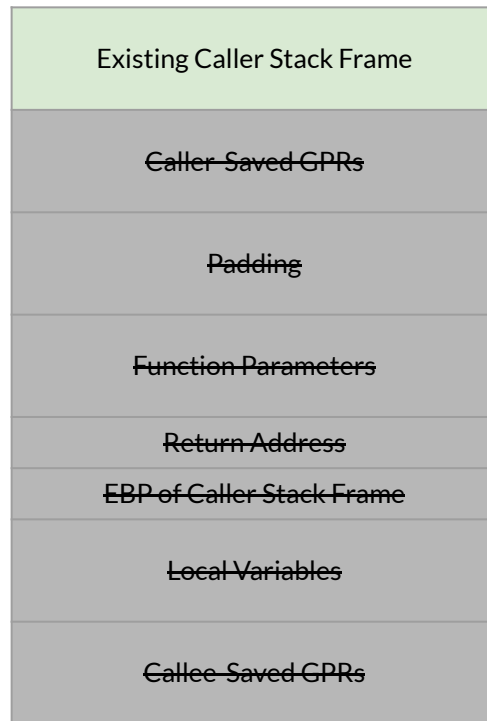 Existing Caller Stack Frame
Caller-Saved GPRs
Padding
Function Parameters
Return Address
EBP of Caller Stack Frame
Local Variables
Callee-Saved GPRs